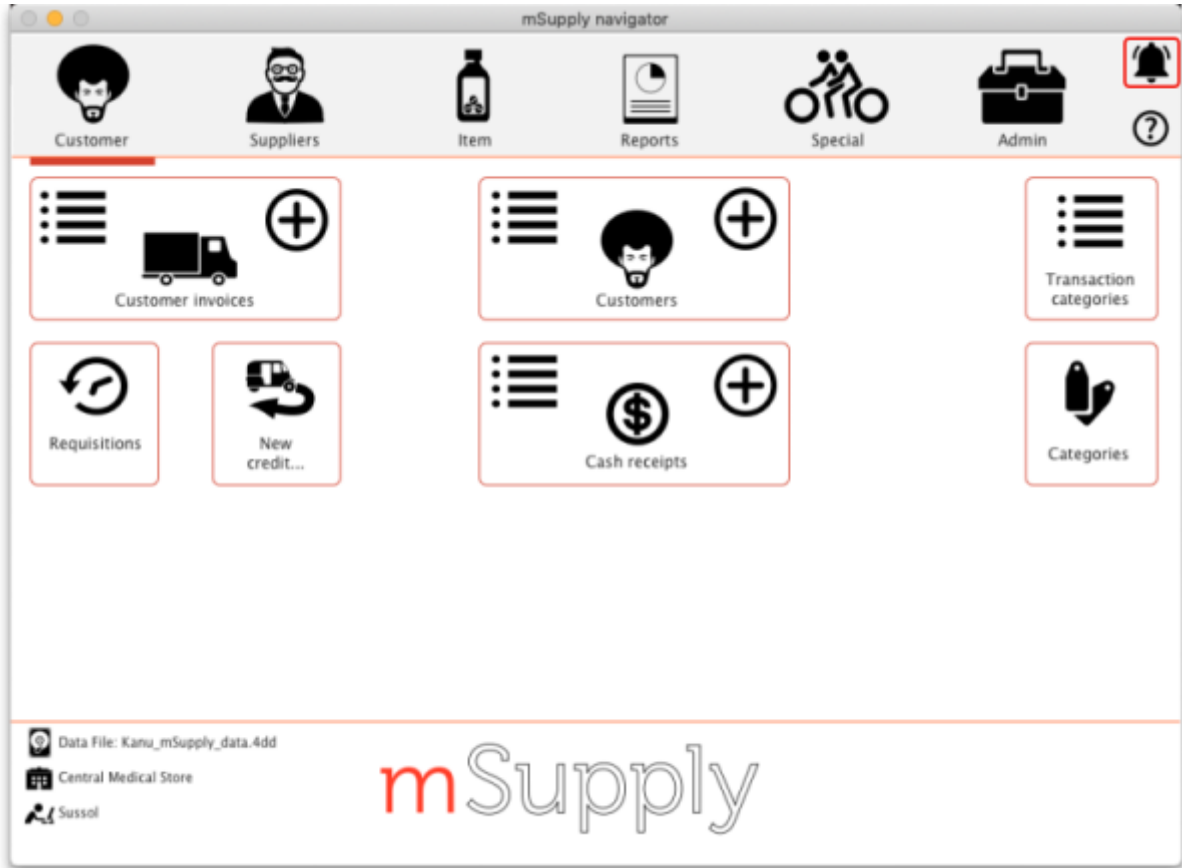 mSupply navigator
Customer
Suppliers
Item
Reports
Special
Admin
?
Customer invoices
Customers
Transaction
categories
Requisitions
New
credit...
$
Cash receipts
Categories
Data File: Kanu_mSupply_data.4dd
Central Medical Store
Sussol
mSupply